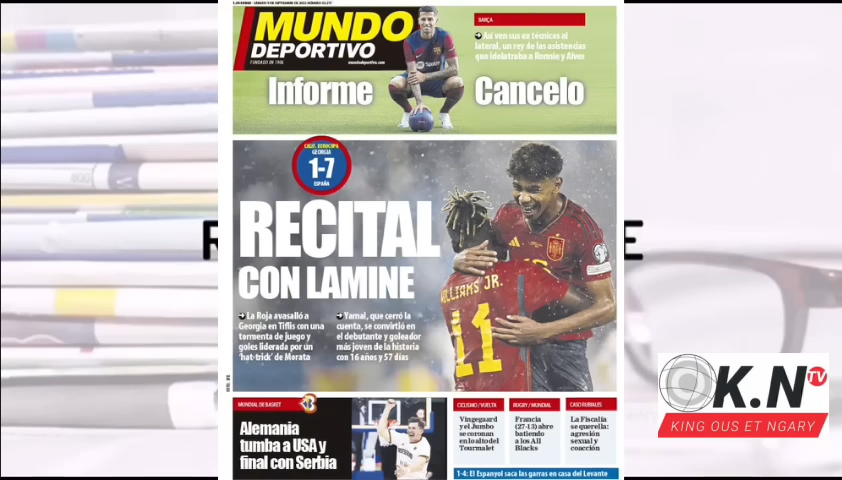 MUNDO
DEPORTIVO
FUNDADO EN 1906
mundodeportivo.com
BARÇA
Así ven sus ex técnicos al
lateral, un rey de las asistencias
que idolatraba a Ronnie y Alves
Informe Cancelo
CALIF. EUROCOPA
GEORGIA
1-7
ESPAÑA
RECITAL
CON LAMINE
La Roja avasalló a
Georgia en Tiflis con una
tormenta de juego y
goles liderada por un
'hat-trick' de Morata
Yamal, que cerró la
cuenta, se convirtió en
el debutante y goleador
más joven de la historia
con 16 años y 57 días
WILLIAMS JR.
11
MUNDIAL DE BASKET
Alemania
tumba a USA y
final con Serbia
CICLISMO / VUELTA
Vingegaard
y el Jumbo
se coronan
en lo alto del
Tourmalet
RUGBY / MUNDIAL
Francia
(27-13) abre
batiendo
a los All
Blacks
CASO RUBIALES
La Fiscalía
se querella:
agresión
sexual y
coacción
1-4: El Espanyol saca las garras en casa del Levante
O.K.N TV
KING OUS ET NGARY